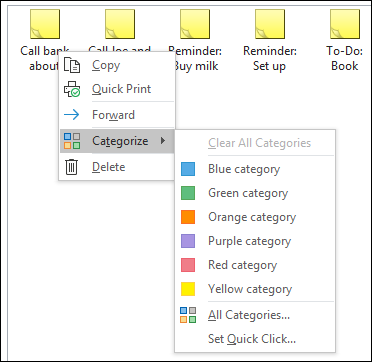 Call bank
about
Call Joe and
Reminder:
Buy milk
Reminder:
Set up
To-Do:
Book
Copy
Quick Print
Forward
Categorize
Delete
Clear All Categories
Blue category
Green category
Orange category
Purple category
Red category
Yellow category
All Categories...
Set Quick Click...